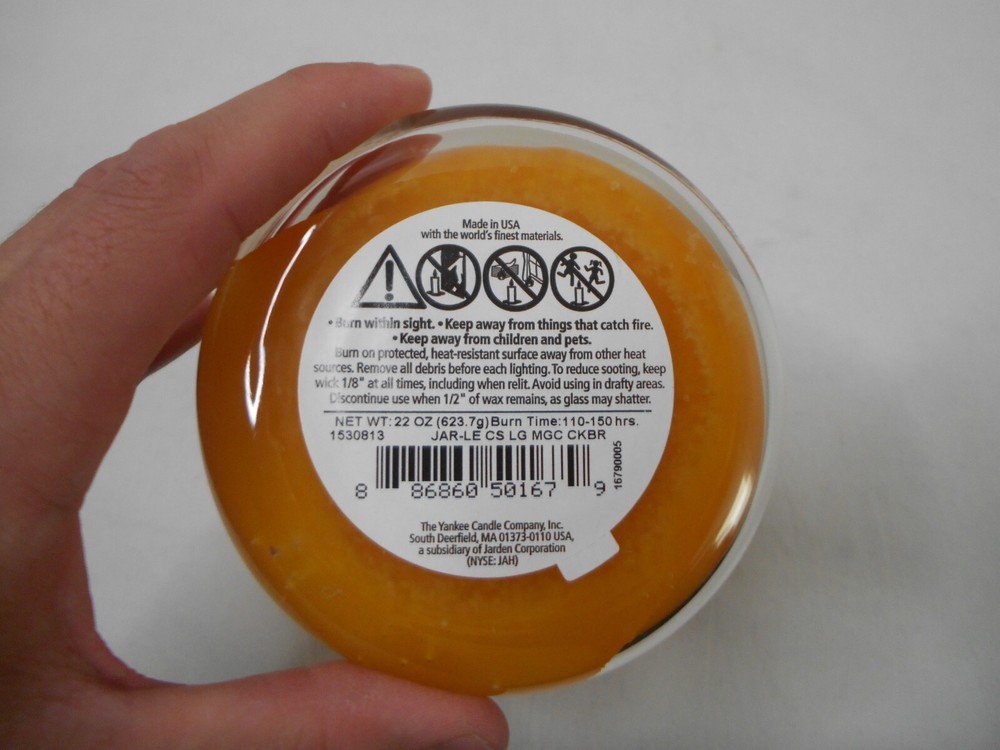 Made in USA
with the world's finest materials.
• Burn within sight. • Keep away from things that catch fire.
• Keep away from children and pets.
Burn on protected, heat-resistant surface away from other heat
sources. Remove all debris before each lighting. To reduce sooting, keep
wick 1/8" at all times, including when relit. Avoid using in drafty areas.
Discontinue use when 1/2" of wax remains, as glass may shatter.
NET WT: 22 OZ (623.7g) Burn Time: 110-150 hrs.
1530813 JAR-LE CS LG MGC CKBR
16790005
8 86860 50167 9
The Yankee Candle Company, Inc.
South Deerfield, MA 01373-0110 USA,
a subsidiary of Jarden Corporation
(NYSE: JAH)